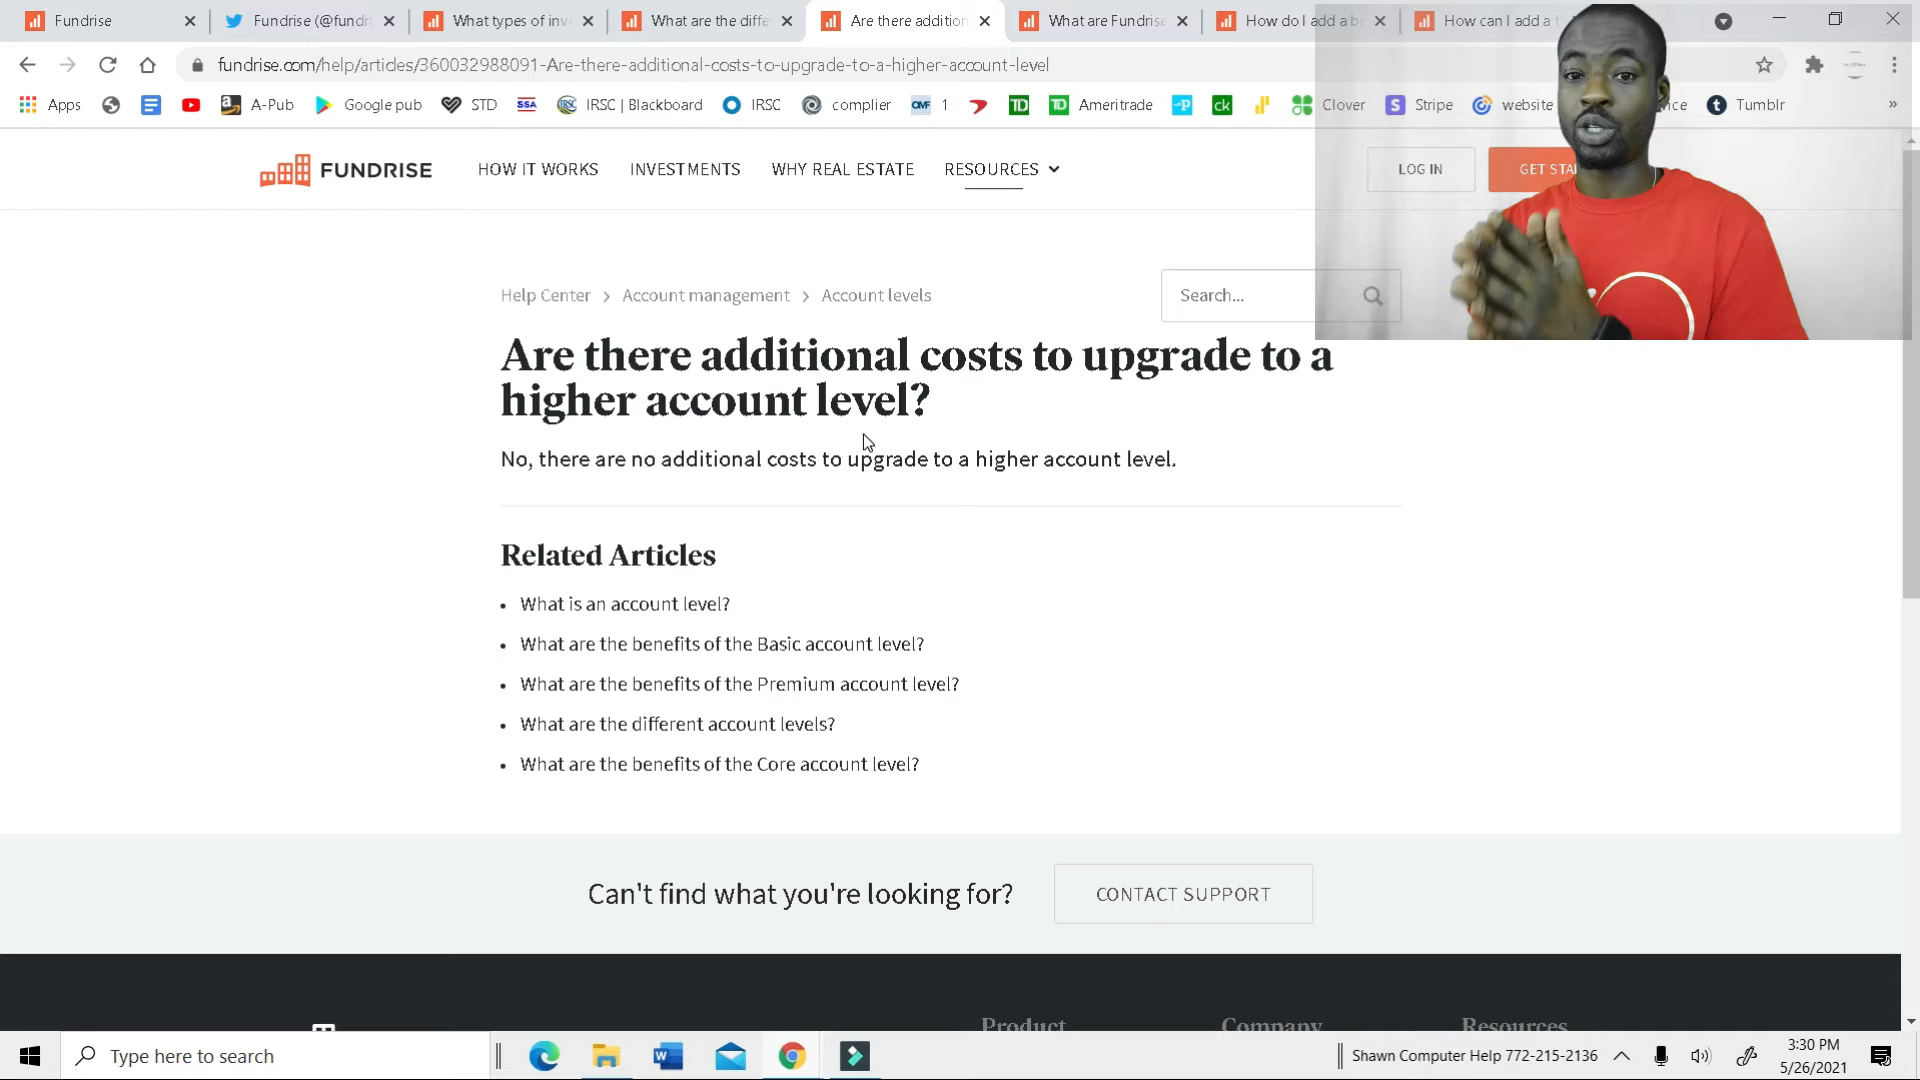 Fundrise
Fundrise (@fundri
What types of inv
What are the diffe
Are there addition
What are Fundrise
How do I add a b
How can I add a
fundrise.com/help/articles/360032988091-Are-there-additional-costs-to-upgrade-to-a-higher-account-level
Apps
A-Pub
Google pub
STD
SSA
IRSC | Blackboard
IRSC
complier
1
TD
TD Ameritrade
ck
Clover
S Stripe
website
nce
t Tumblr
FUNDRISE
HOW IT WORKS
INVESTMENTS
WHY REAL ESTATE
RESOURCES
LOG IN
GET STA
Help Center > Account management > Account levels
Search...
Are there additional costs to upgrade to a
higher account level?
No, there are no additional costs to upgrade to a higher account level.
Related Articles
• What is an account level?
• What are the benefits of the Basic account level?
• What are the benefits of the Premium account level?
• What are the different account levels?
• What are the benefits of the Core account level?
Can't find what you're looking for?
CONTACT SUPPORT
Product
Company
Resources
Type here to search
Shawn Computer Help 772-215-2136
3:30 PM
5/26/2021